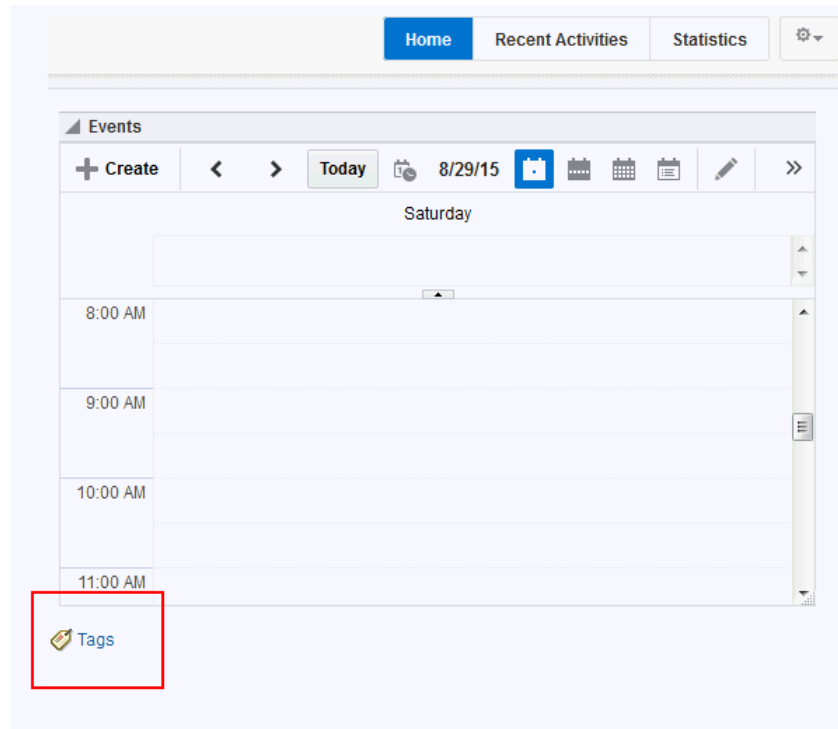 Home Recent Activities Statistics
Events
Create Today 8/29/15
Saturday
8:00 AM
9:00 AM
10:00 AM
11:00 AM
Tags